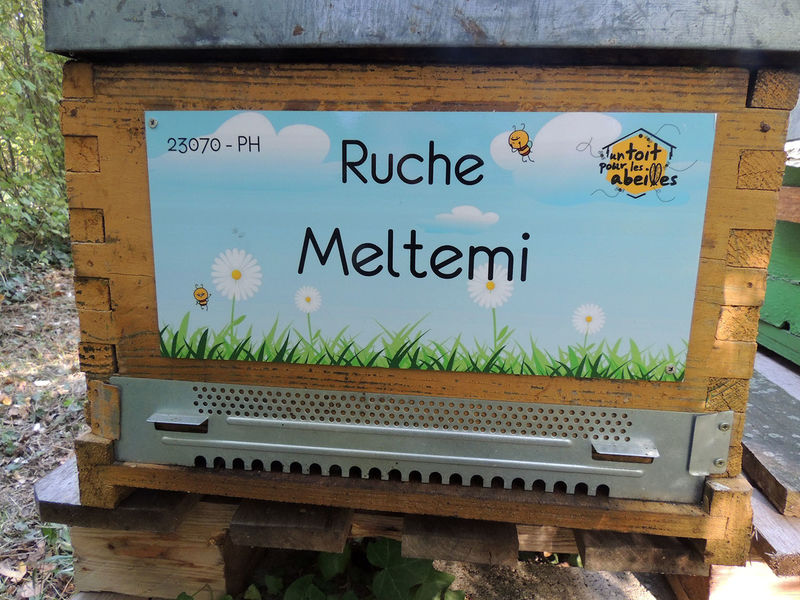 23070 - PH
Ruche
Meltemi
un toit
pour les
abeilles